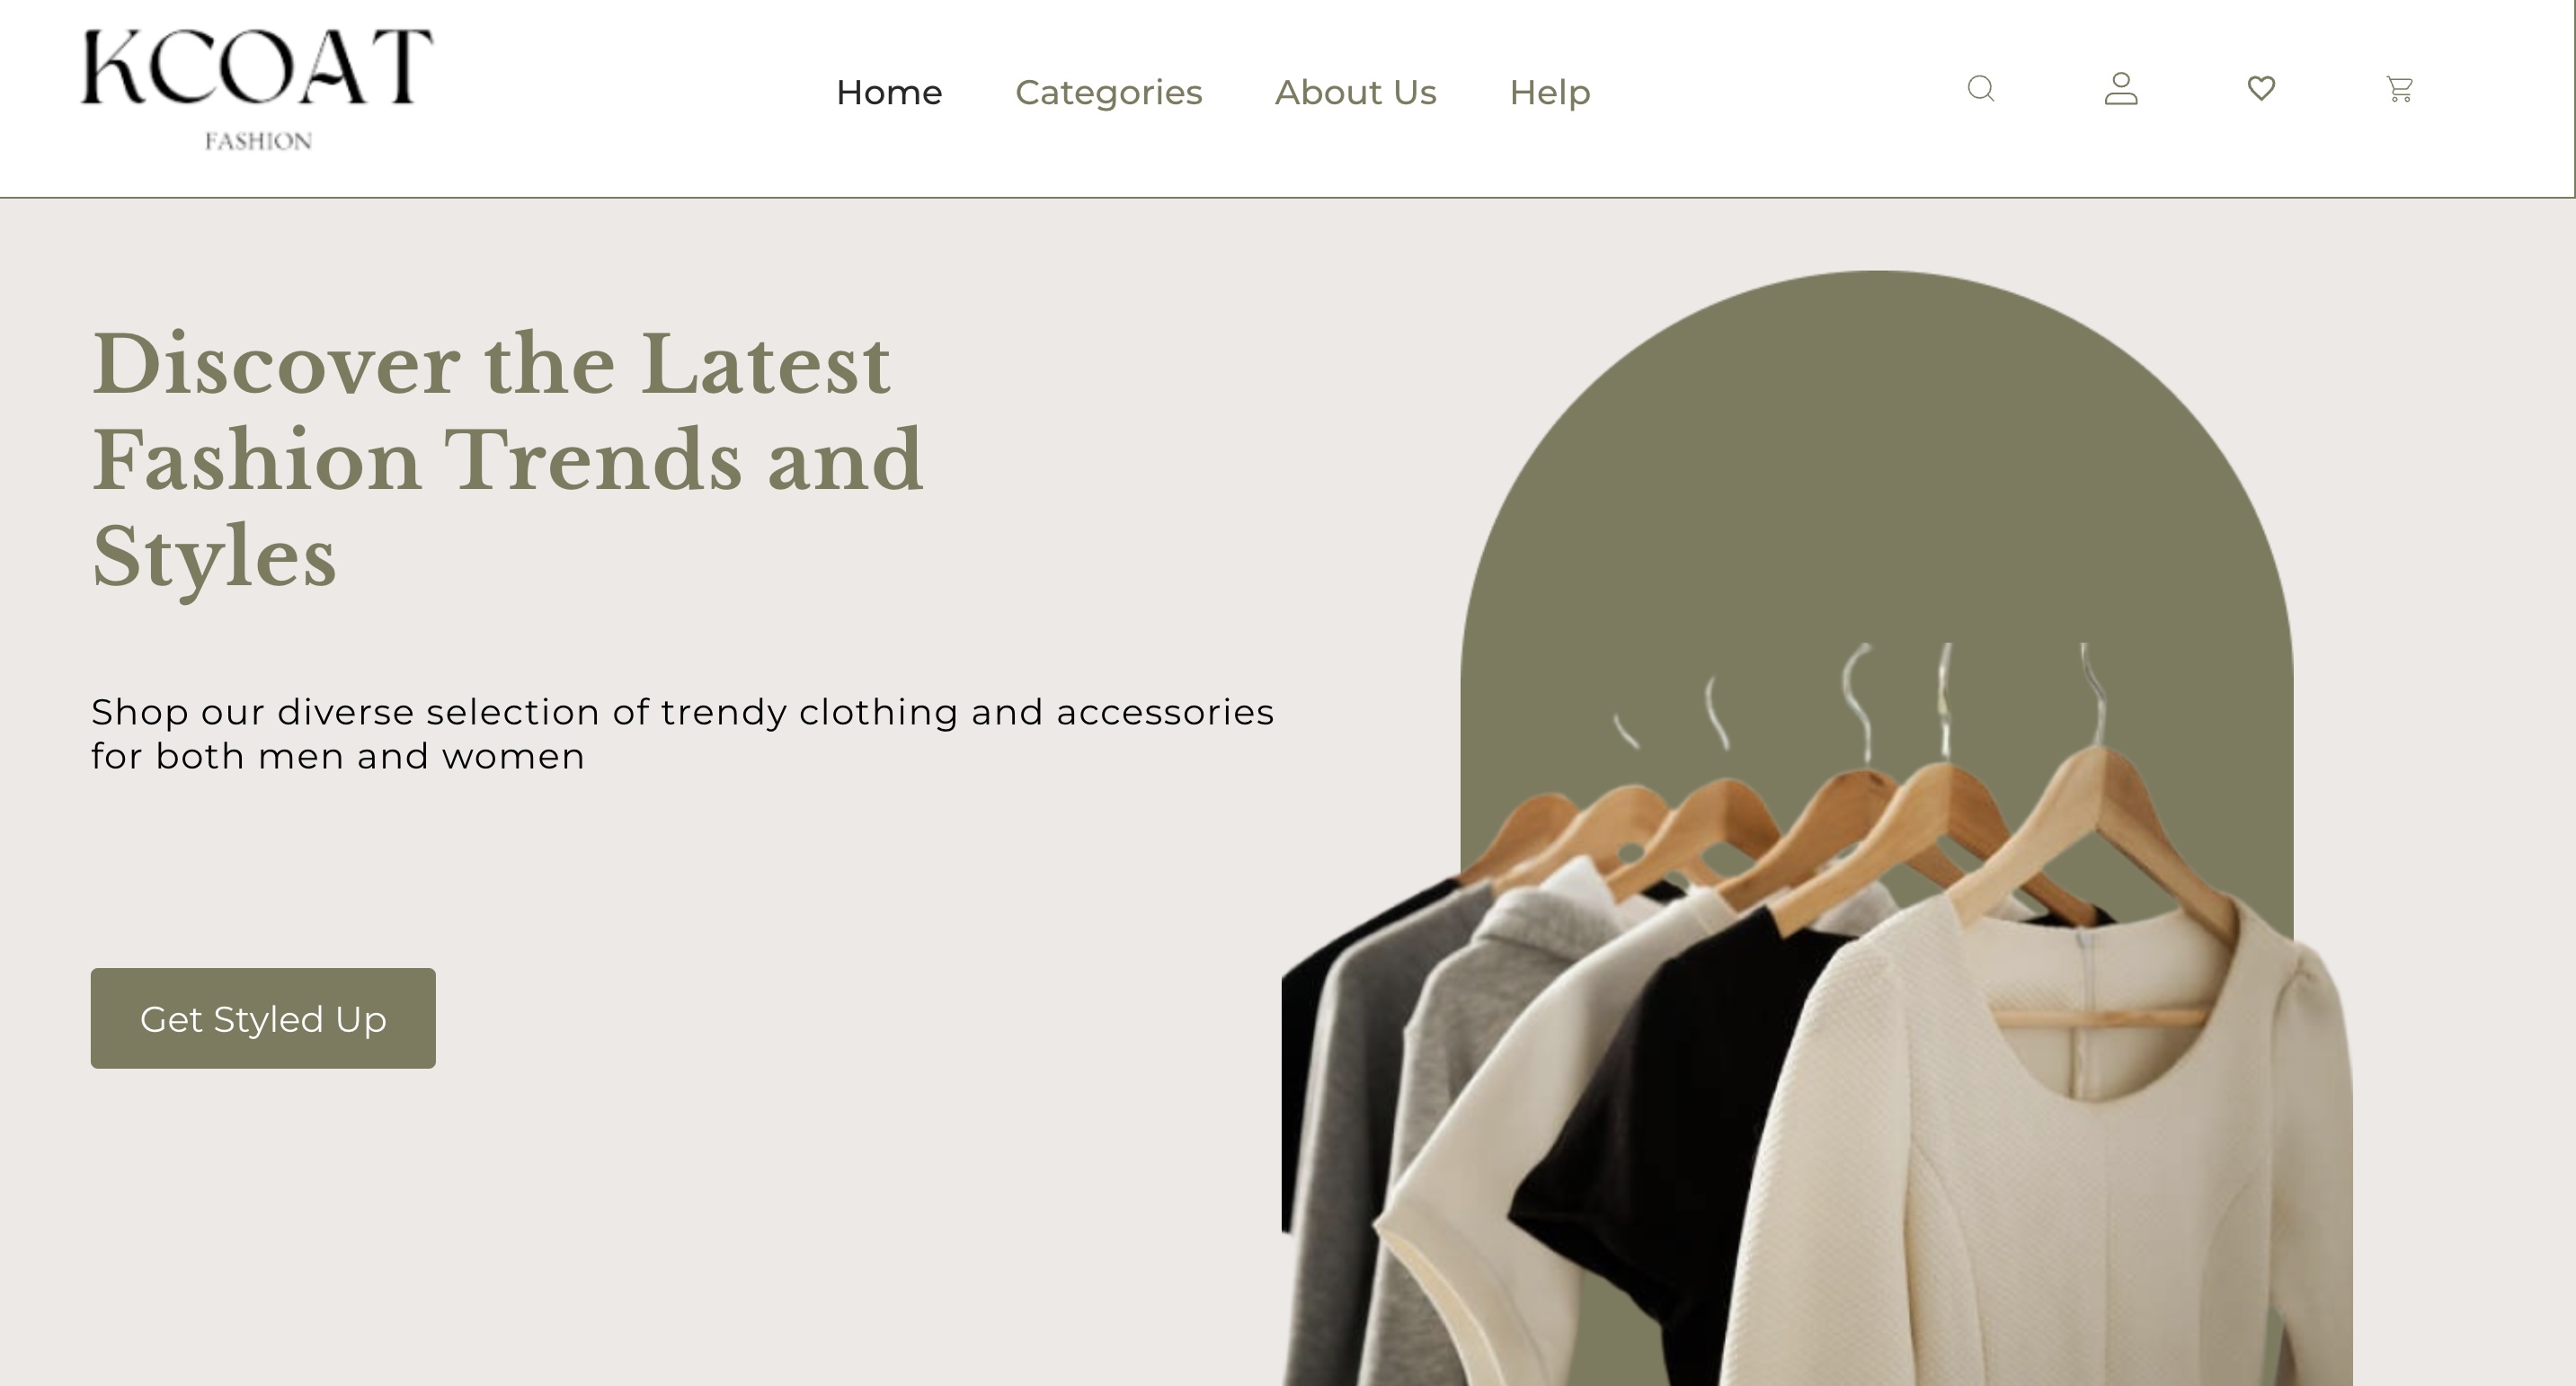 KCOAT
FASHION
Home Categories About Us Help
Discover the Latest
Fashion Trends and
Styles
Shop our diverse selection of trendy clothing and accessories
for both men and women
Get Styled Up